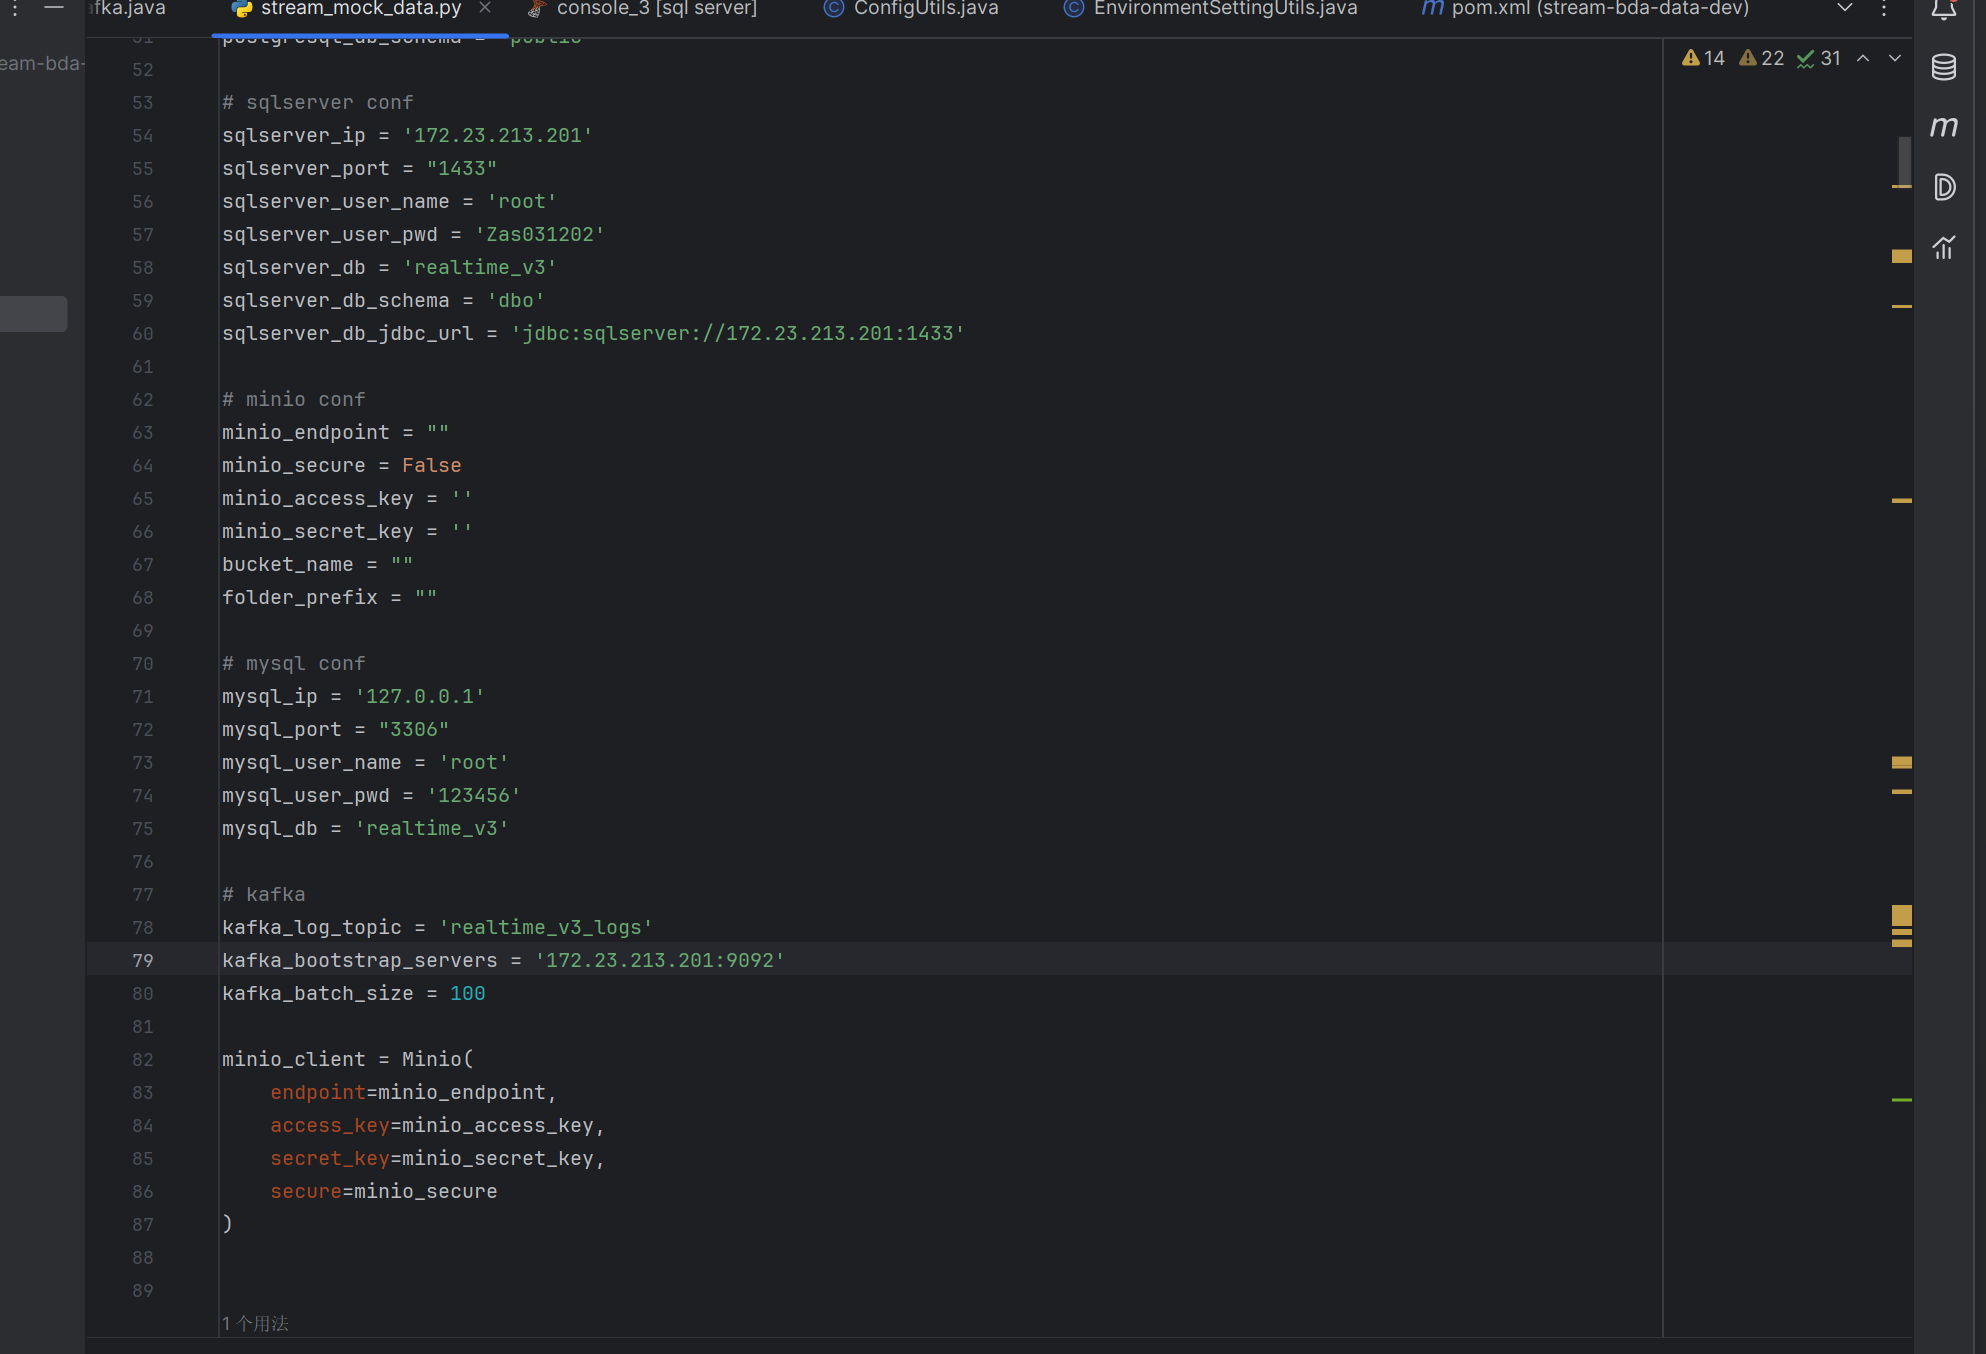 afka.java
stream_mock_data.py
console_3 [sql server]
ConfigUtils.java
EnvironmentSettingUtils.java
pom.xml (stream-bda-data-dev)
eam-bda-
14 22 31
51 postgresql_db_schema = 'public'
52
53 # sqlserver conf
54 sqlserver_ip = '172.23.213.201'
55 sqlserver_port = "1433"
56 sqlserver_user_name = 'root'
57 sqlserver_user_pwd = 'Zas031202'
58 sqlserver_db = 'realtime_v3'
59 sqlserver_db_schema = 'dbo'
60 sqlserver_db_jdbc_url = 'jdbc:sqlserver://172.23.213.201:1433'
61
62 # minio conf
63 minio_endpoint = ""
64 minio_secure = False
65 minio_access_key = ''
66 minio_secret_key = ''
67 bucket_name = ""
68 folder_prefix = ""
69
70 # mysql conf
71 mysql_ip = '127.0.0.1'
72 mysql_port = "3306"
73 mysql_user_name = 'root'
74 mysql_user_pwd = '123456'
75 mysql_db = 'realtime_v3'
76
77 # kafka
78 kafka_log_topic = 'realtime_v3_logs'
79 kafka_bootstrap_servers = '172.23.213.201:9092'
80 kafka_batch_size = 100
81
82 minio_client = Minio(
83     endpoint=minio_endpoint,
84     access_key=minio_access_key,
85     secret_key=minio_secret_key,
86     secure=minio_secure
87 )
88
89
1 个用法